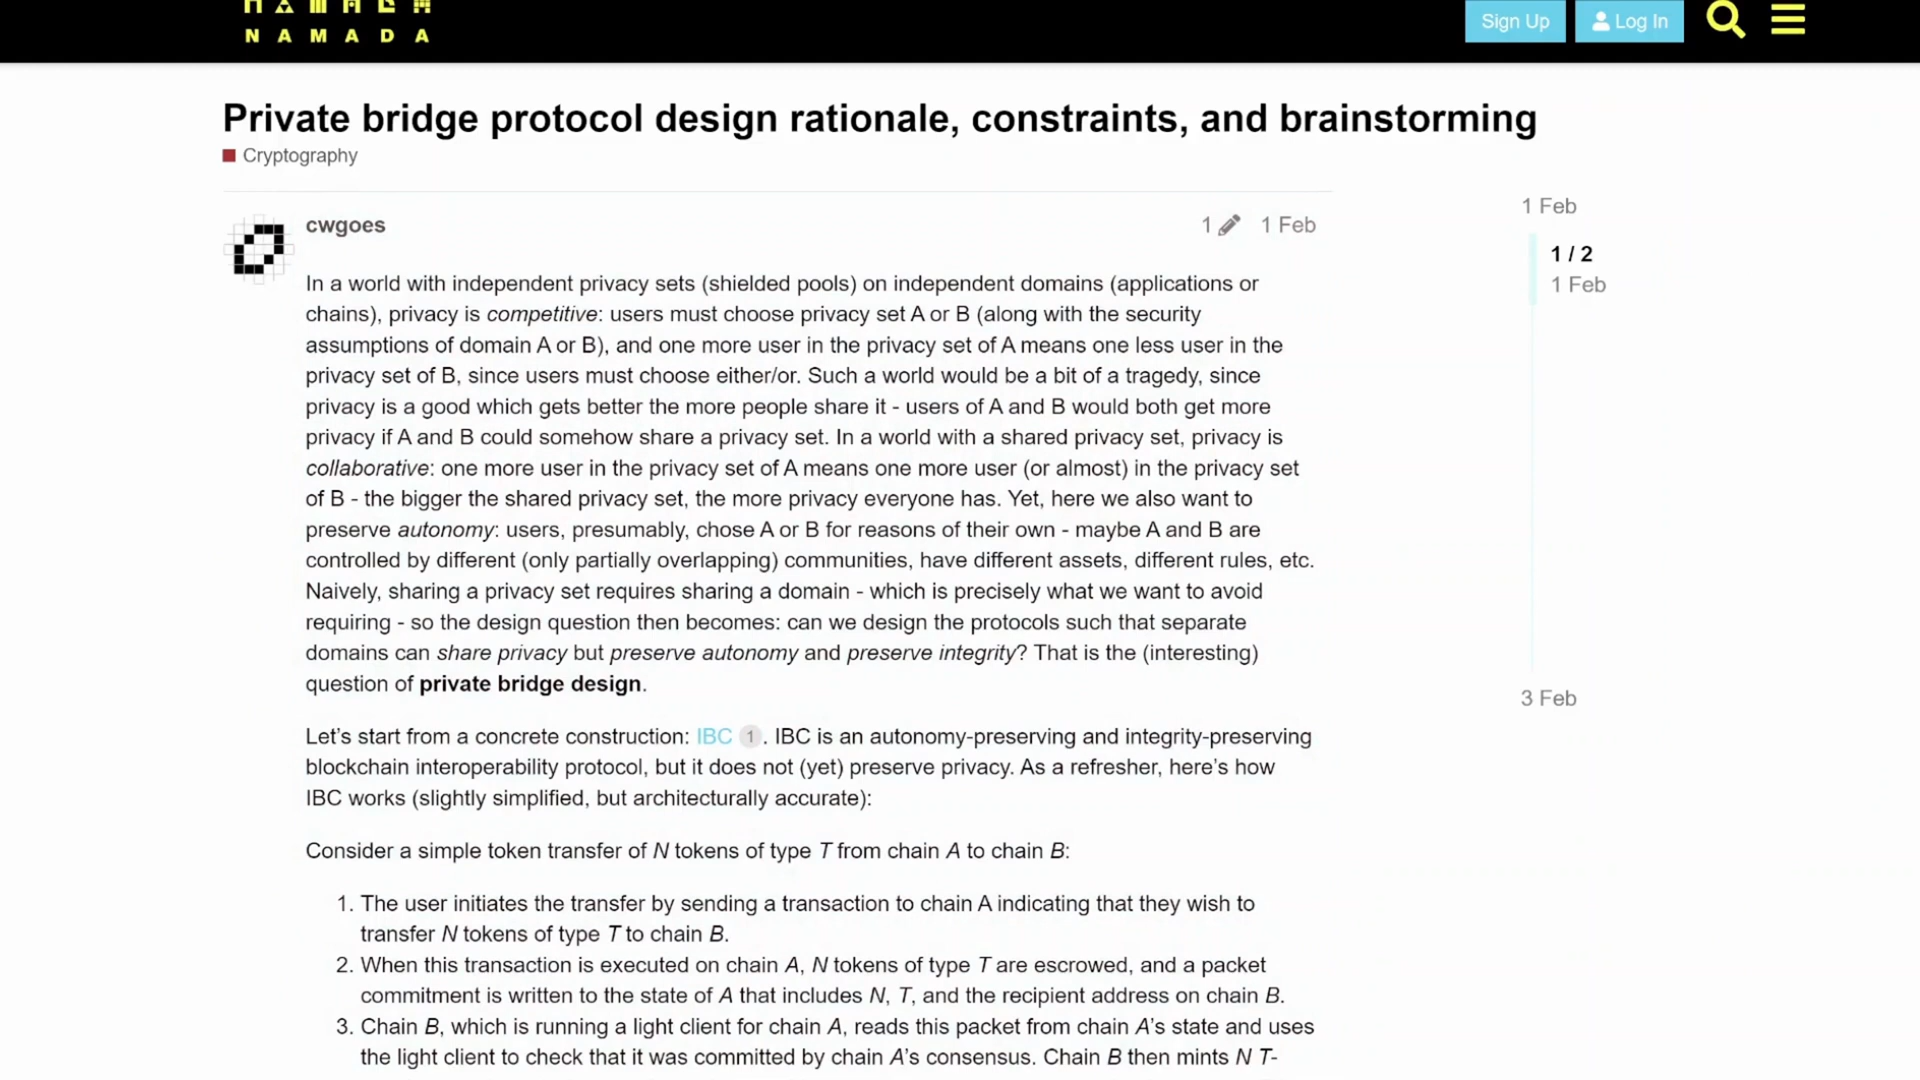 NAMADA
Sign Up
Log In
Private bridge protocol design rationale, constraints, and brainstorming
Cryptography
cwgoes
1
1 Feb
In a world with independent privacy sets (shielded pools) on independent domains (applications or
chains), privacy is competitive: users must choose privacy set A or B (along with the security
assumptions of domain A or B), and one more user in the privacy set of A means one less user in the
privacy set of B, since users must choose either/or. Such a world would be a bit of a tragedy, since
privacy is a good which gets better the more people share it - users of A and B would both get more
privacy if A and B could somehow share a privacy set. In a world with a shared privacy set, privacy is
collaborative: one more user in the privacy set of A means one more user (or almost) in the privacy set
of B - the bigger the shared privacy set, the more privacy everyone has. Yet, here we also want to
preserve autonomy: users, presumably, chose A or B for reasons of their own - maybe A and B are
controlled by different (only partially overlapping) communities, have different assets, different rules, etc.
Naively, sharing a privacy set requires sharing a domain - which is precisely what we want to avoid
requiring - so the design question then becomes: can we design the protocols such that separate
domains can share privacy but preserve autonomy and preserve integrity? That is the (interesting)
question of private bridge design.
Let's start from a concrete construction: IBC 1. IBC is an autonomy-preserving and integrity-preserving
blockchain interoperability protocol, but it does not (yet) preserve privacy. As a refresher, here's how
IBC works (slightly simplified, but architecturally accurate):
Consider a simple token transfer of N tokens of type T from chain A to chain B:
1. The user initiates the transfer by sending a transaction to chain A indicating that they wish to
transfer N tokens of type T to chain B.
2. When this transaction is executed on chain A, N tokens of type T are escrowed, and a packet
commitment is written to the state of A that includes N, T, and the recipient address on chain B.
3. Chain B, which is running a light client for chain A, reads this packet from chain A's state and uses
the light client to check that it was committed by chain A's consensus. Chain B then mints N T-
1 Feb
1 / 2
1 Feb
3 Feb